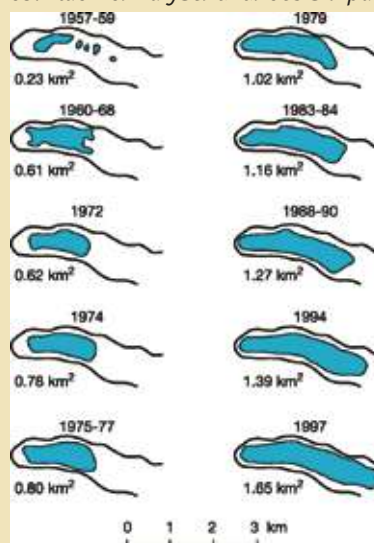 1957-59
0.23 km²
1960-68
0.61 km²
1972
0.62 km²
1974
0.78 km²
1975-77
0.80 km²
1979
1.02 km²
1983-84
1.16 km²
1988-90
1.27 km²
1994
1.39 km²
1997
1.65 km²
0 1 2 3 km